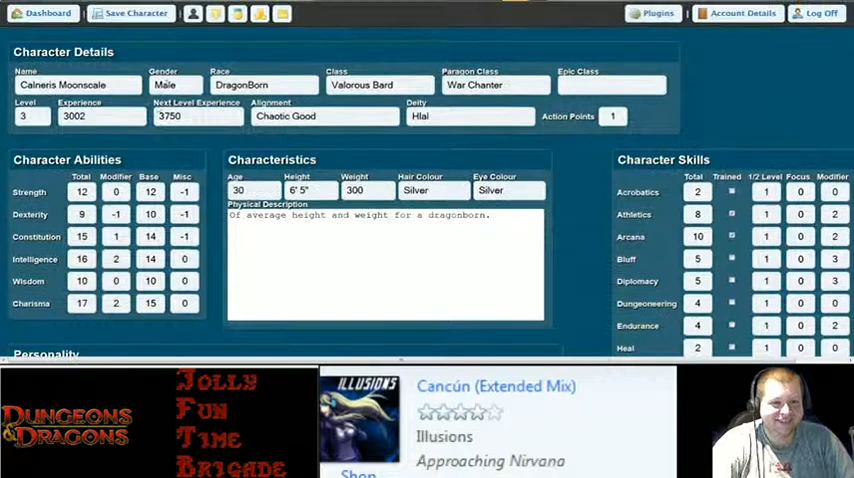 Dashboard Save Character Plugins Account Details Log Off
Character Details
Name Gender Race Class Paragon Class Epic Class
Calneris Moonscale Male DragonBorn Valorous Bard War Chanter
Level Experience Next Level Experience Alignment Deity
3 3002 3750 Chaotic Good Hlal Action Points 1
Character Abilities Characteristics Character Skills
Total Modifier Base Misc Age Height Weight Hair Colour Eye Colour Total Trained 1/2 Level Focus Modifier
Strength 12 0 12 -1 30 6' 5" 300 Silver Silver Acrobatics 2 1 0 0
Physical Description
Dexterity 9 -1 10 -1 Of average height and weight for a dragonborn. Athletics 8 1 0 2
Constitution 15 1 14 -1 Arcana 10 1 0 2
Intelligence 16 2 14 0 Bluff 5 1 0 3
Wisdom 10 0 10 0 Diplomacy 5 1 0 3
Charisma 17 2 15 0 Dungeoneering 4 1 0 0
Endurance 4 1 0 2
Heal 2 1 0 0
Personality
DUNGEONS & DRAGONS
Jolly
Fun
Time
Brigade
ILLUSIONS
Shop
Cancún (Extended Mix)
Illusions
Approaching Nirvana